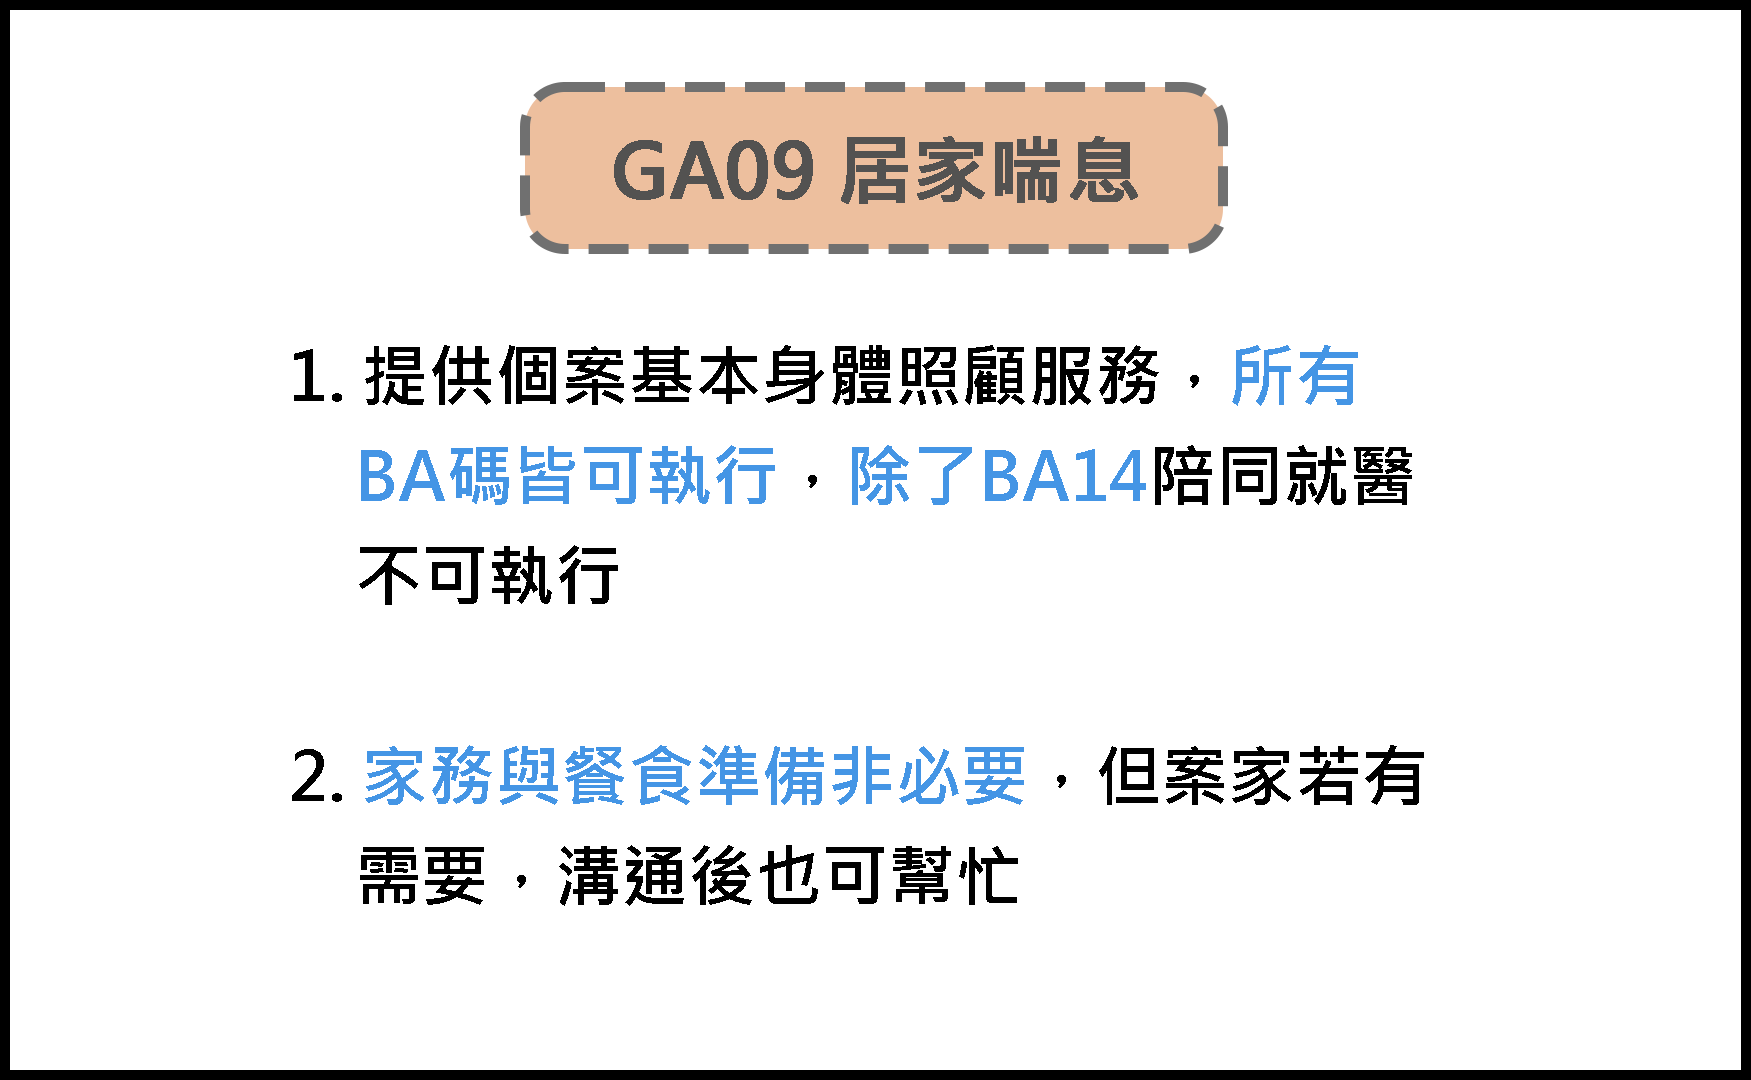 GA09 居家喘息
1. 提供個案基本身體照顧服務，所有
BA碼皆可執行，除了BA14陪同就醫
不可執行
2. 家務與餐食準備非必要，但案家若有
需要，溝通後也可幫忙